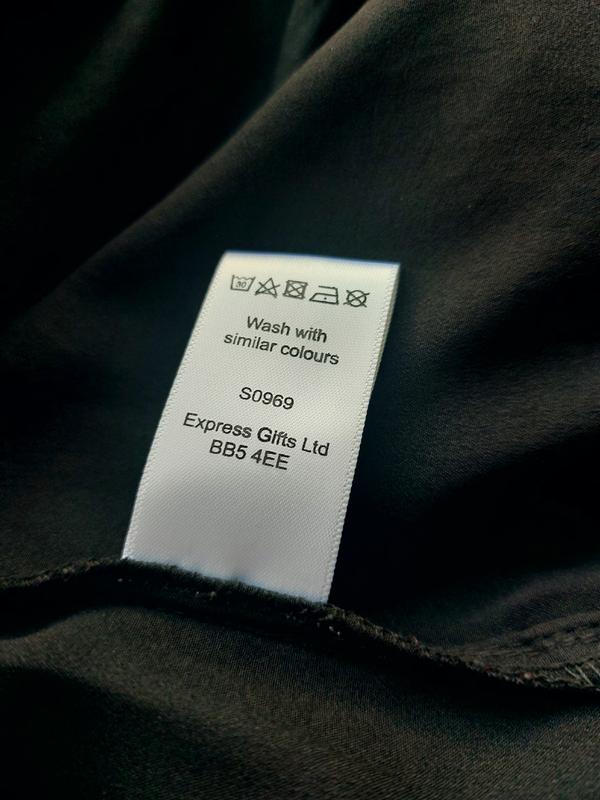 30
Wash with
similar colours
S0969
Express Gifts Ltd
BB5 4EE